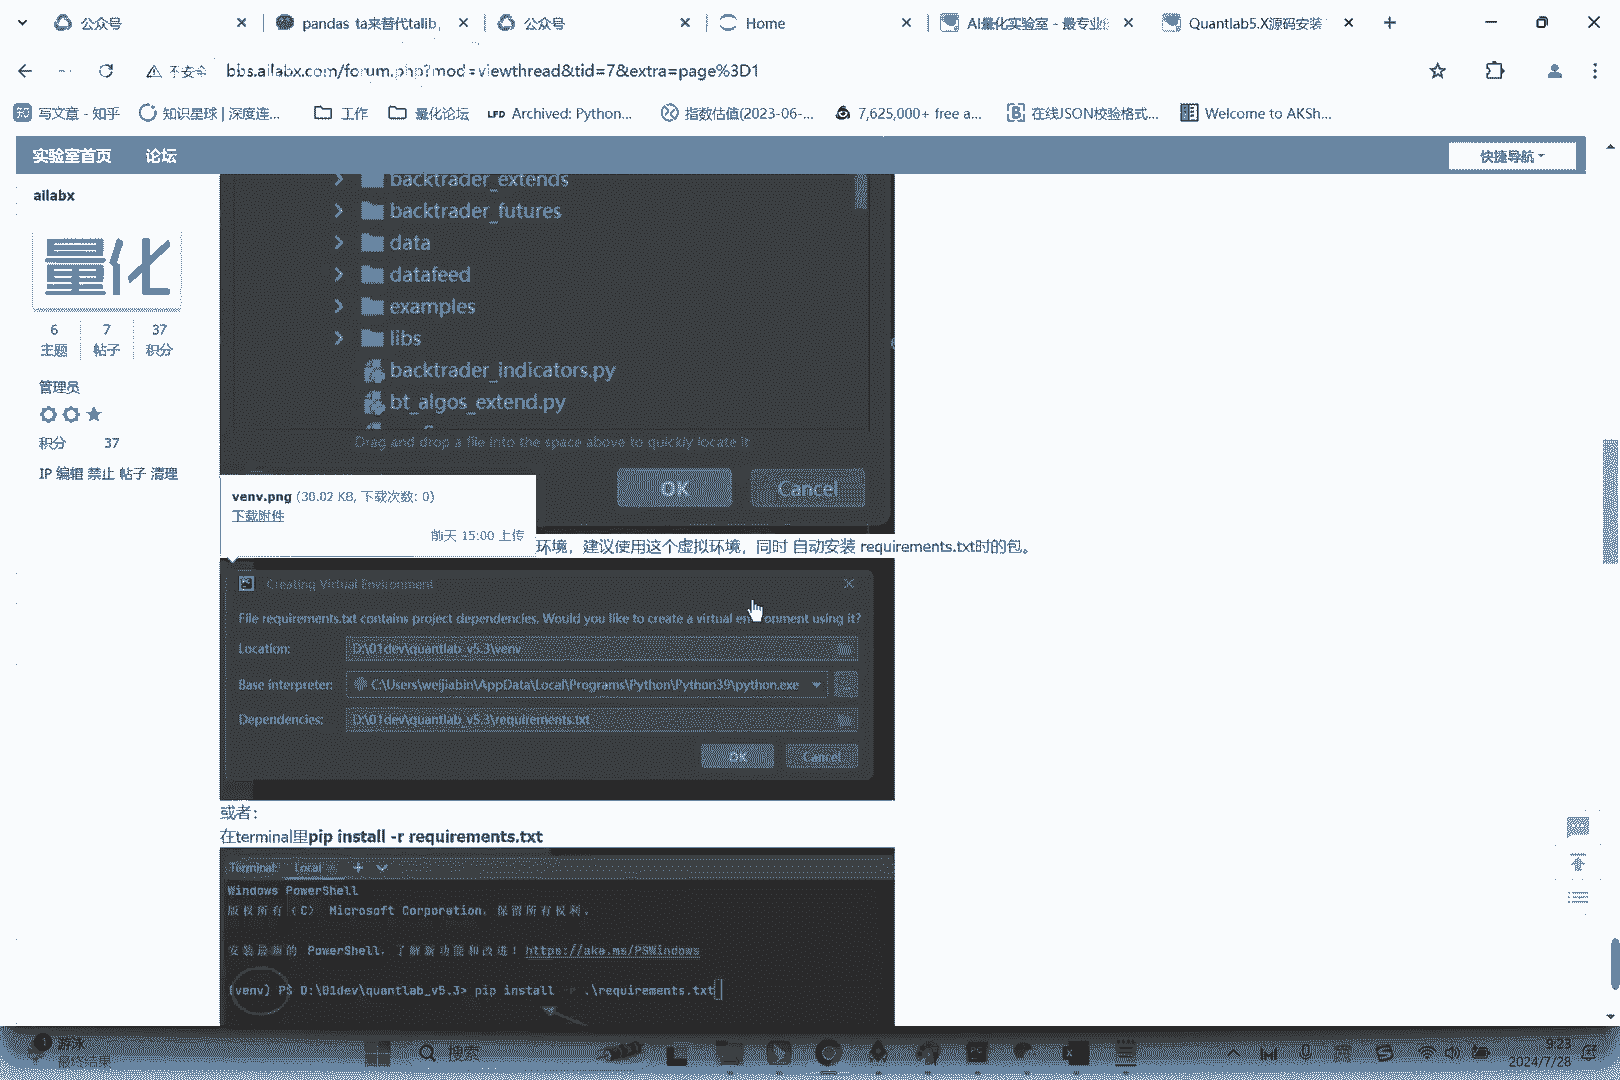 公众号
pandas ta来替代talib,
公众号
Home
AI量化实验室 - 最专业
Quantlab5.X源码安装
不安全
bbs.ailabx.com/forum.php?mod=viewthread&tid=7&extra=page%3D1
写文章 - 知乎
知识星球 | 深度连...
工作
量化论坛
LFD Archived: Python...
指数估值(2023-06-...
7,625,000+ free a...
在线JSON校验格式...
Welcome to AKSh...
实验室首页 论坛
快捷导航
ailabx
量化
6 7 37
主题 帖子 积分
管理员
积分 37
IP 编辑 禁止 帖子 清理
backtrader_extends
backtrader_futures
data
datafeed
examples
libs
backtrader_indicators.py
bt_algos_extend.py
Drag and drop a file into the space above to quickly locate it
OK Cancel
venv.png (38.02 KB, 下载次数: 0)
下载附件
前天 15:00 上传
环境，建议使用这个虚拟环境，同时 自动安装 requirements.txt时的包。
Creating Virtual Environment
File requirements.txt contains project dependencies. Would you like to create a virtual environment using it?
Location: D:\01dev\quantlab_v5.3\venv
Base interpreter: C:\Users\weijiabin\AppData\Local\Programs\Python\Python39\python.exe
Dependencies: D:\01dev\quantlab_v5.3\requirements.txt
OK Cancel
或者:
在terminal里pip install -r requirements.txt
Terminal: Local
Windows PowerShell
版权所有 (C) Microsoft Corporation。保留所有权利。
安装最新的 PowerShell，了解新功能和改进！https://aka.ms/PSWindows
(venv) PS D:\01dev\quantlab_v5.3> pip install -r .\requirements.txt
游泳
最终结果
搜索
英
9:23
2024/7/28